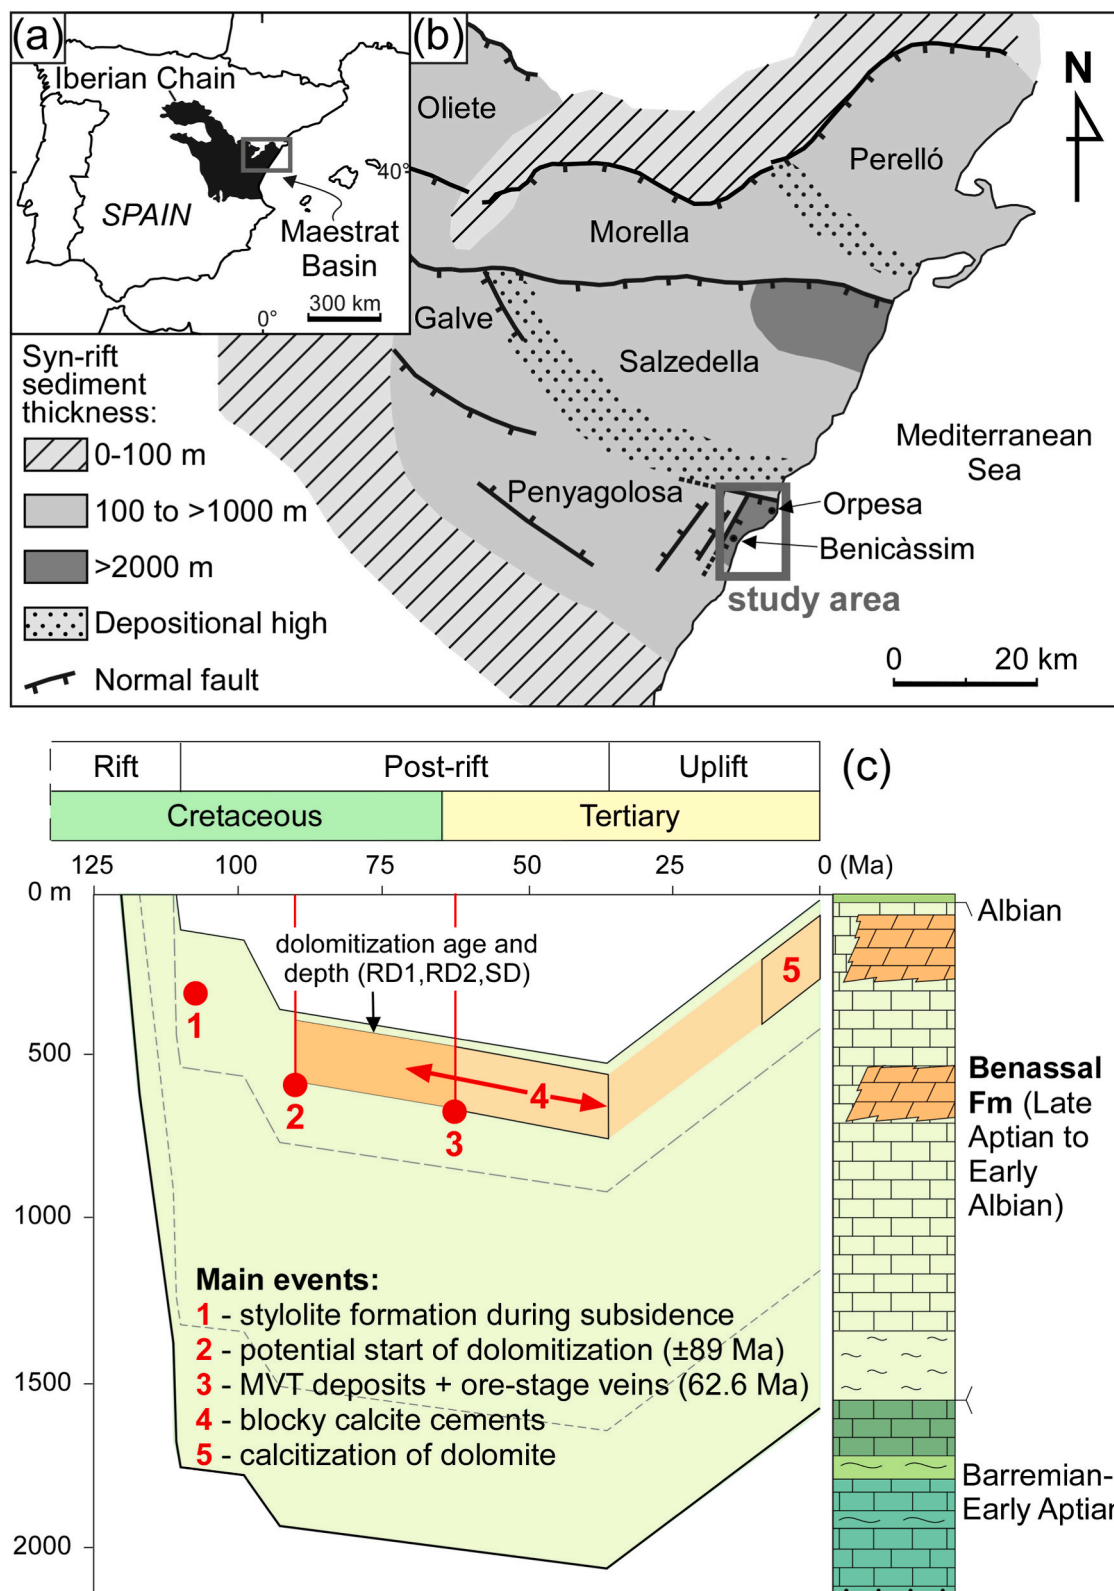 (a)
Iberian Chain
40°
SPAIN
Maestrat
Basin
300 km
0°
(b)
N
Oliete
Perelló
Morella
Galve
Salzedella
Mediterranean
Sea
Penyagolosa
Orpesa
Benicàssim
study area
0 20 km
Syn-rift
sediment
thickness:
0-100 m
100 to >1000 m
>2000 m
Depositional high
Normal fault
(c)
Rift Post-rift Uplift
Cretaceous Tertiary
125 100 75 50 25 0 (Ma)
0 m
500
1000
1500
2000
dolomitization age and
depth (RD1,RD2,SD)
1
2
3
4
5
Main events:
1 - stylolite formation during subsidence
2 - potential start of dolomitization (±89 Ma)
3 - MVT deposits + ore-stage veins (62.6 Ma)
4 - blocky calcite cements
5 - calcitization of dolomite
Albian
Benassal
Fm (Late
Aptian to
Early
Albian)
Barremian-
Early Aptian